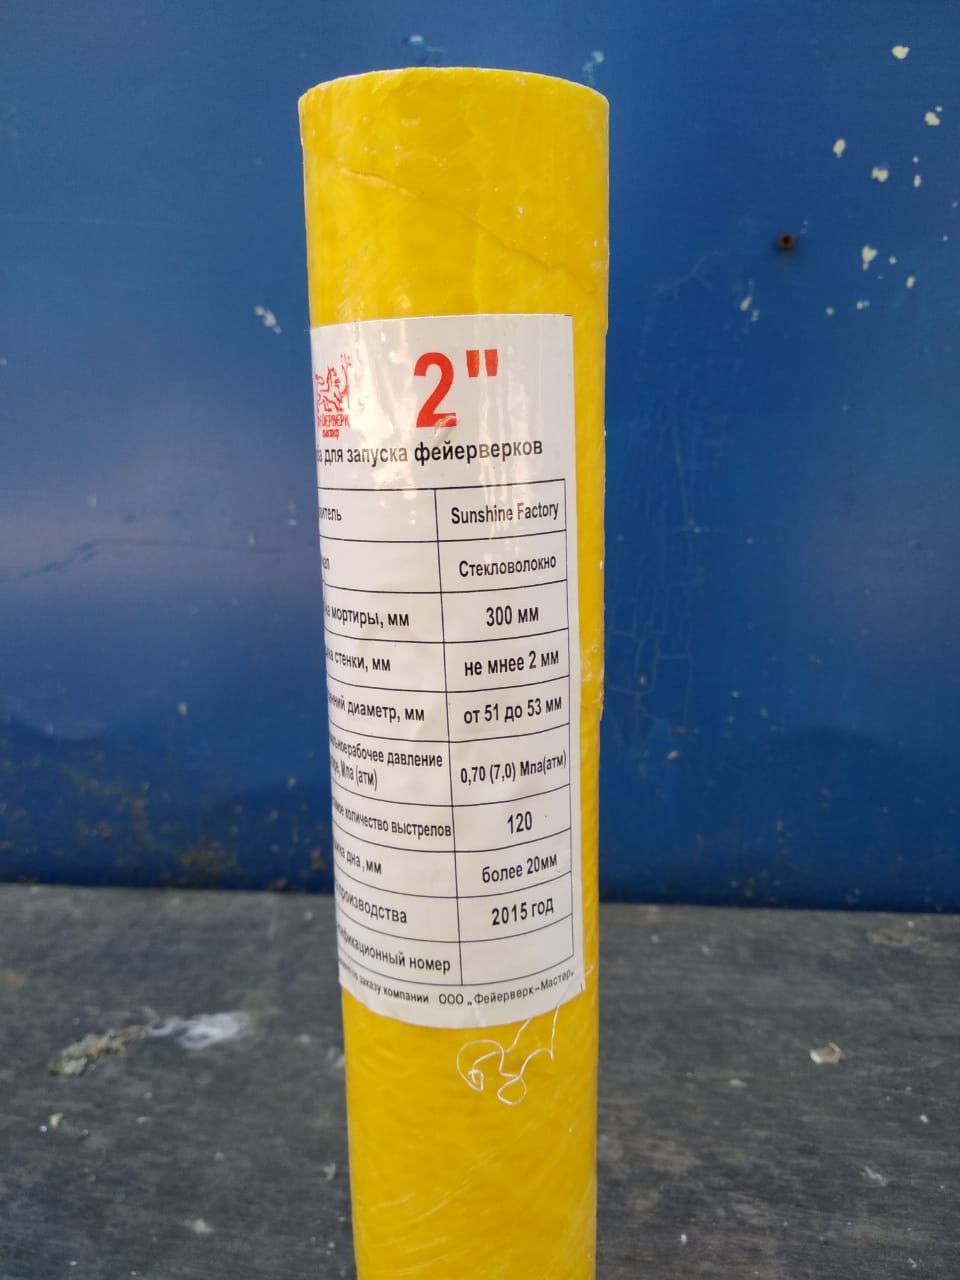 ФЕЙЕРВЕРК
2"
для запуска фейерверков
Sunshine Factory
Стекловолокно
мортиры, мм 300 мм
стенки, мм не мнее 2 мм
диаметр, мм от 51 до 53 мм
давление
Мпа (атм) 0,70 (7,0) Мпа(атм)
количество выстрелов 120
дна , мм более 20мм
производства 2015 год
номер
заказу компании ООО „Фейерверк-Мастер„